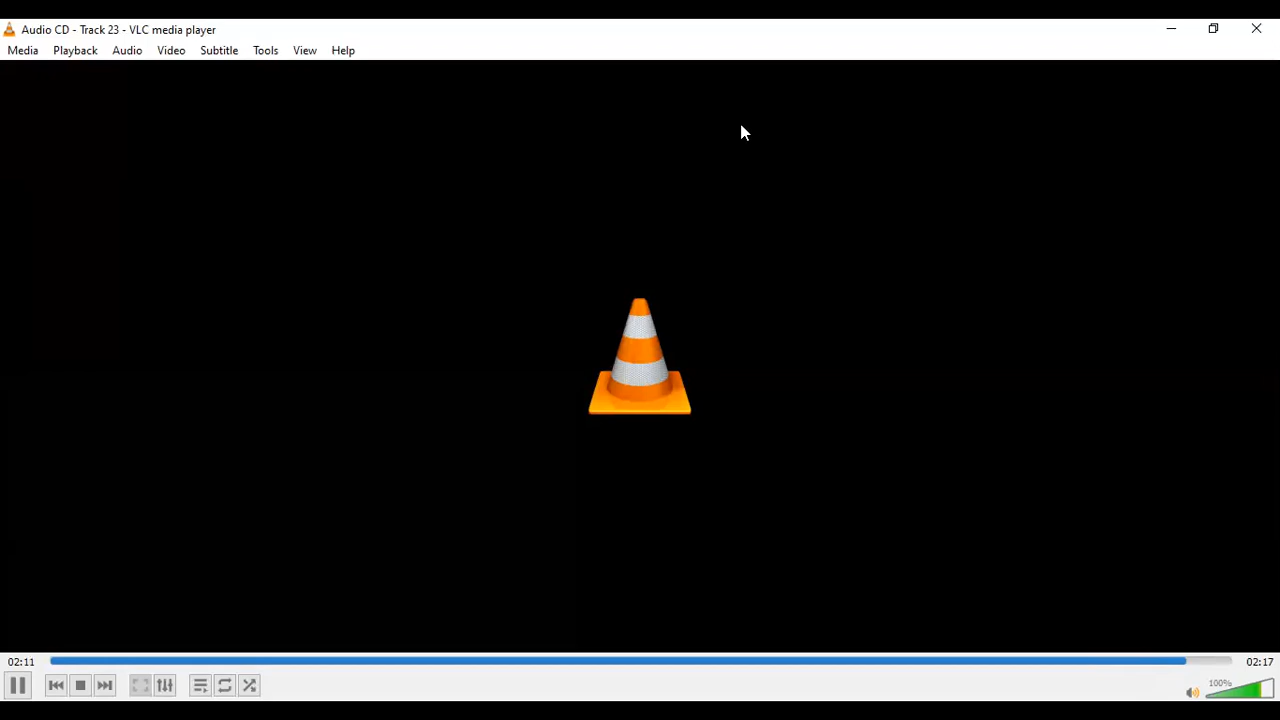 Audio CD - Track 23 - VLC media player
Media Playback Audio Video Subtitle Tools View Help
02:11 02:17
100%